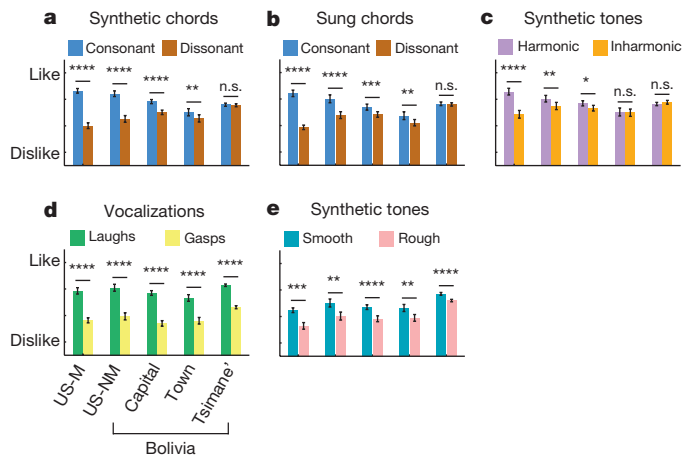 a Synthetic chords
Consonant Dissonant
Like
Dislike
**** **** **** ** n.s.
b Sung chords
Consonant Dissonant
**** **** *** ** n.s.
c Synthetic tones
Harmonic Inharmonic
**** ** * n.s. n.s.
d Vocalizations
Laughs Gasps
Like
Dislike
**** **** **** **** ****
US-M US-NM Capital Town Tsimane'
Bolivia
e Synthetic tones
Smooth Rough
*** ** **** ** ****